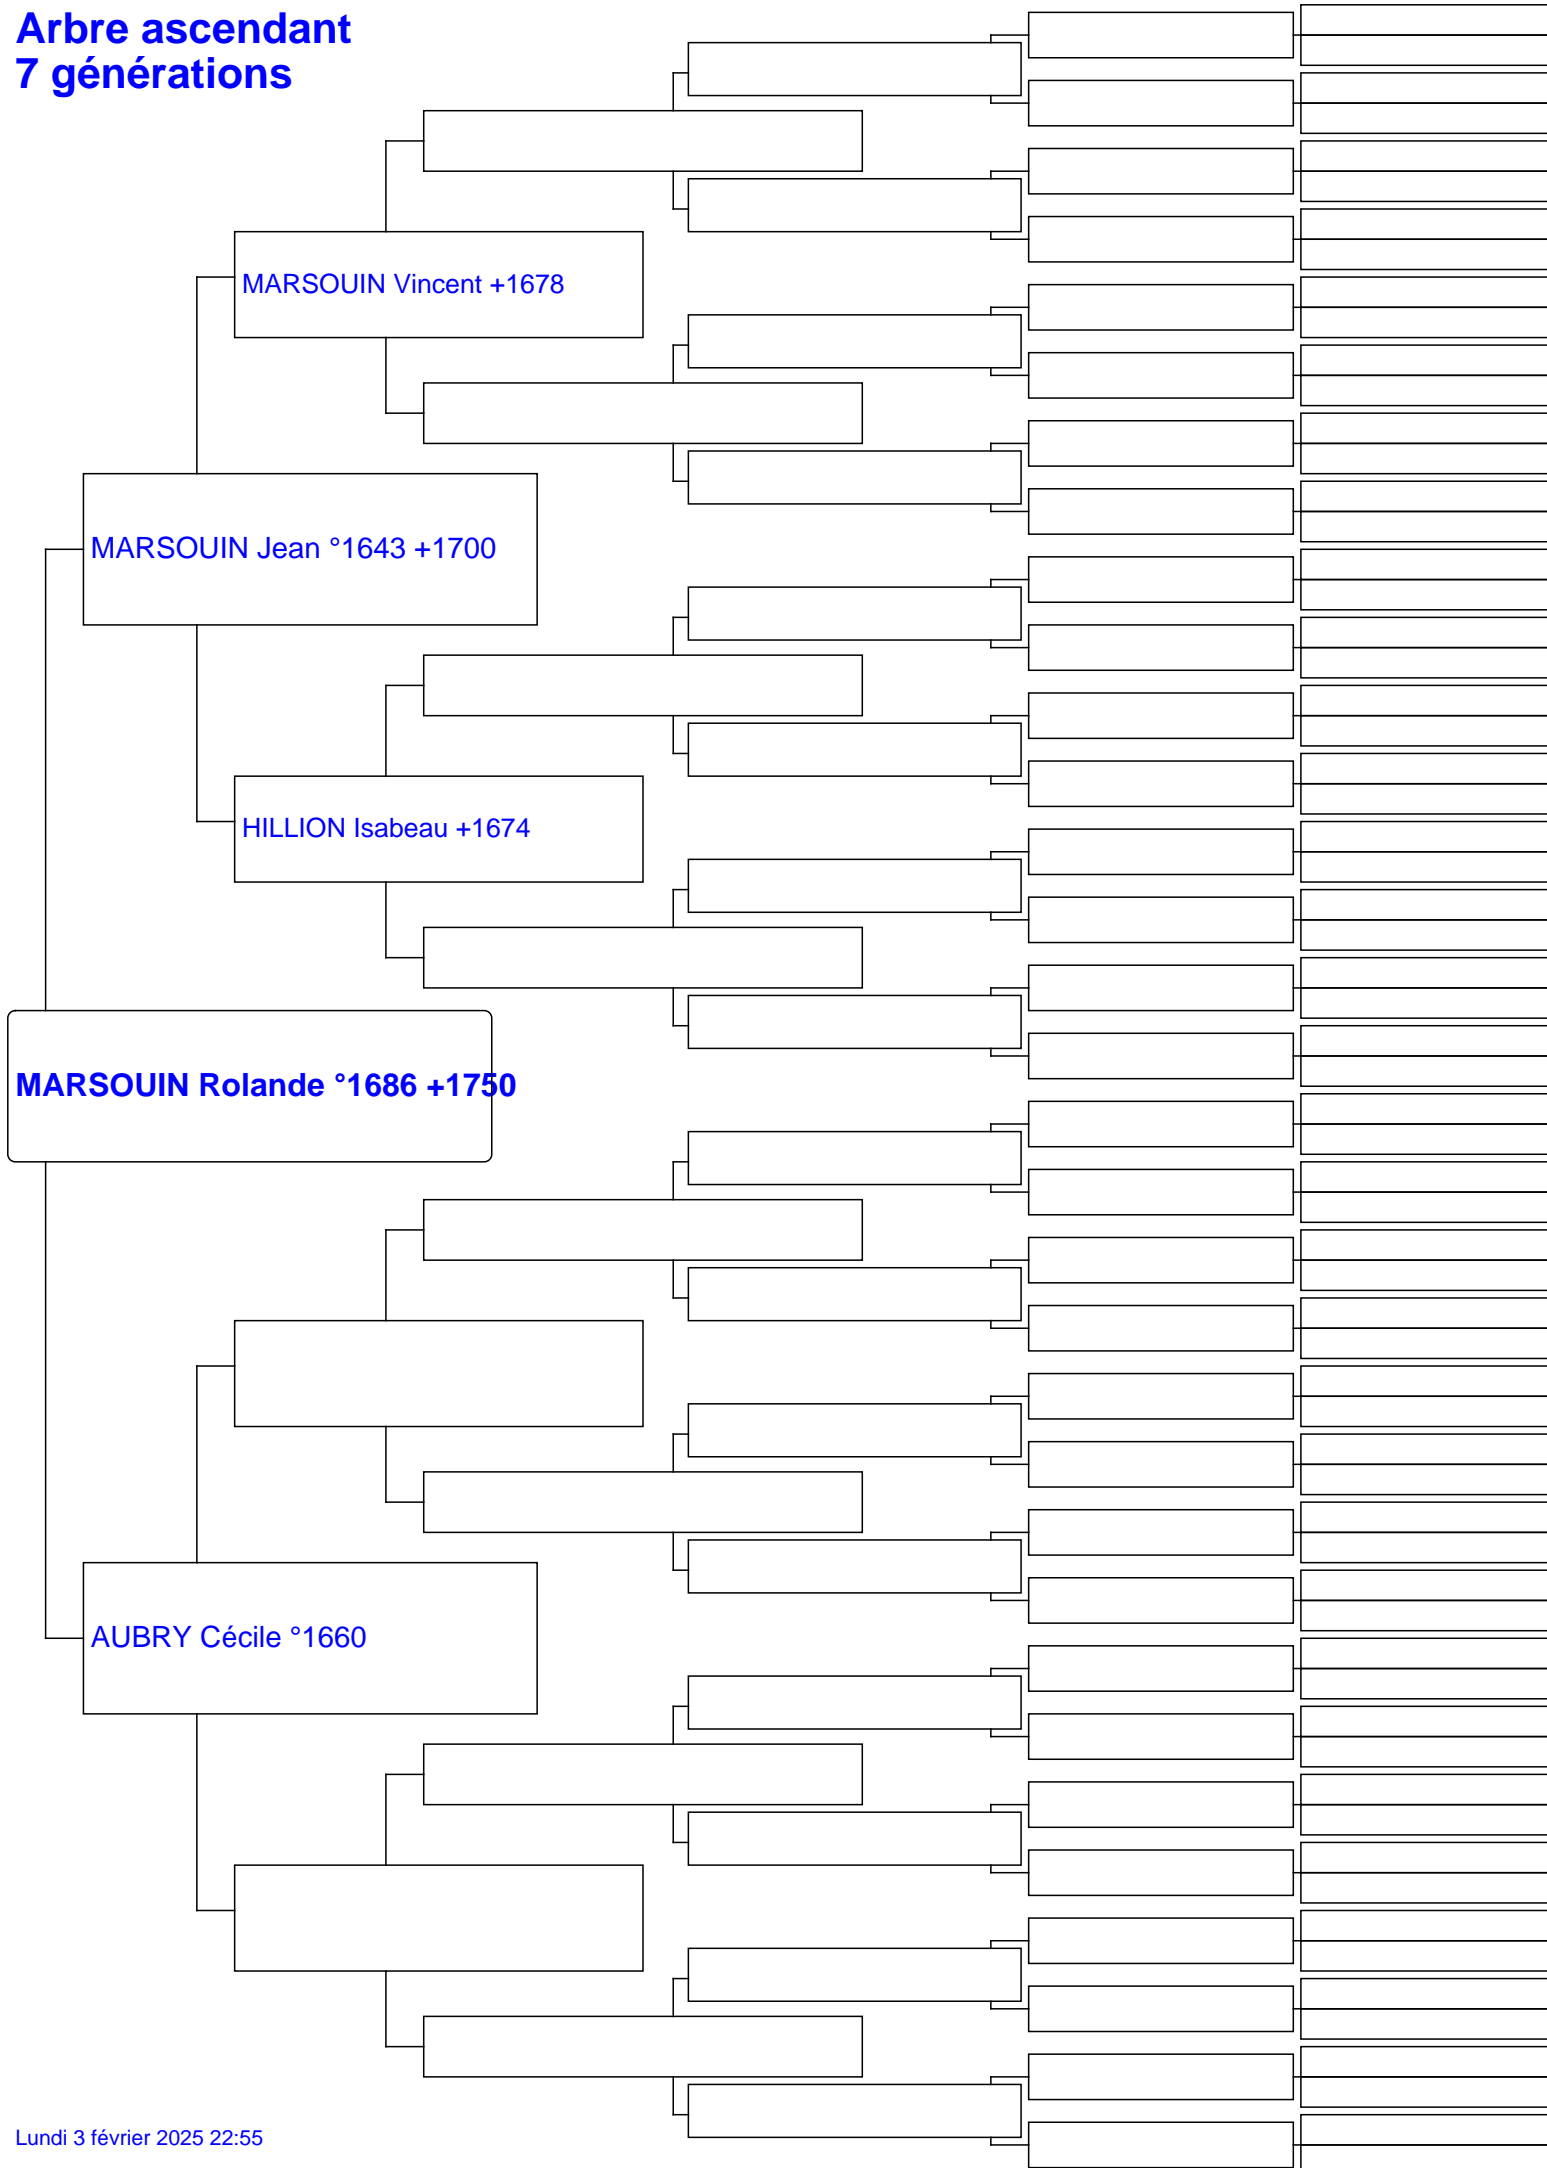 Arbre ascendant
7 générations
MARSOUIN Vincent +1678
MARSOUIN Jean °1643 +1700
HILLION Isabeau +1674
MARSOUIN Rolande °1686 +1750
AUBRY Cécile °1660
Lundi 3 février 2025 22:55